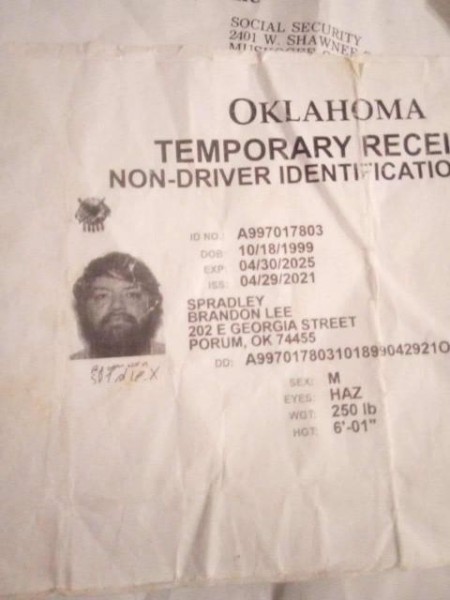 SOCIAL SECURITY
2401 W. SHAWNEE
OKLAHOMA
TEMPORARY RECEI
NON-DRIVER IDENTIFICATIO
ID NO.: A997017803
DOB: 10/18/1999
EXP: 04/30/2025
ISS: 04/29/2021
SPRADLEY
BRANDON LEE
202 E GEORGIA STREET
PORUM, OK 74455
DD: A997017803101899042921O
SEX: M
EYES: HAZ
WGT: 250 lb
HGT: 6'-01"